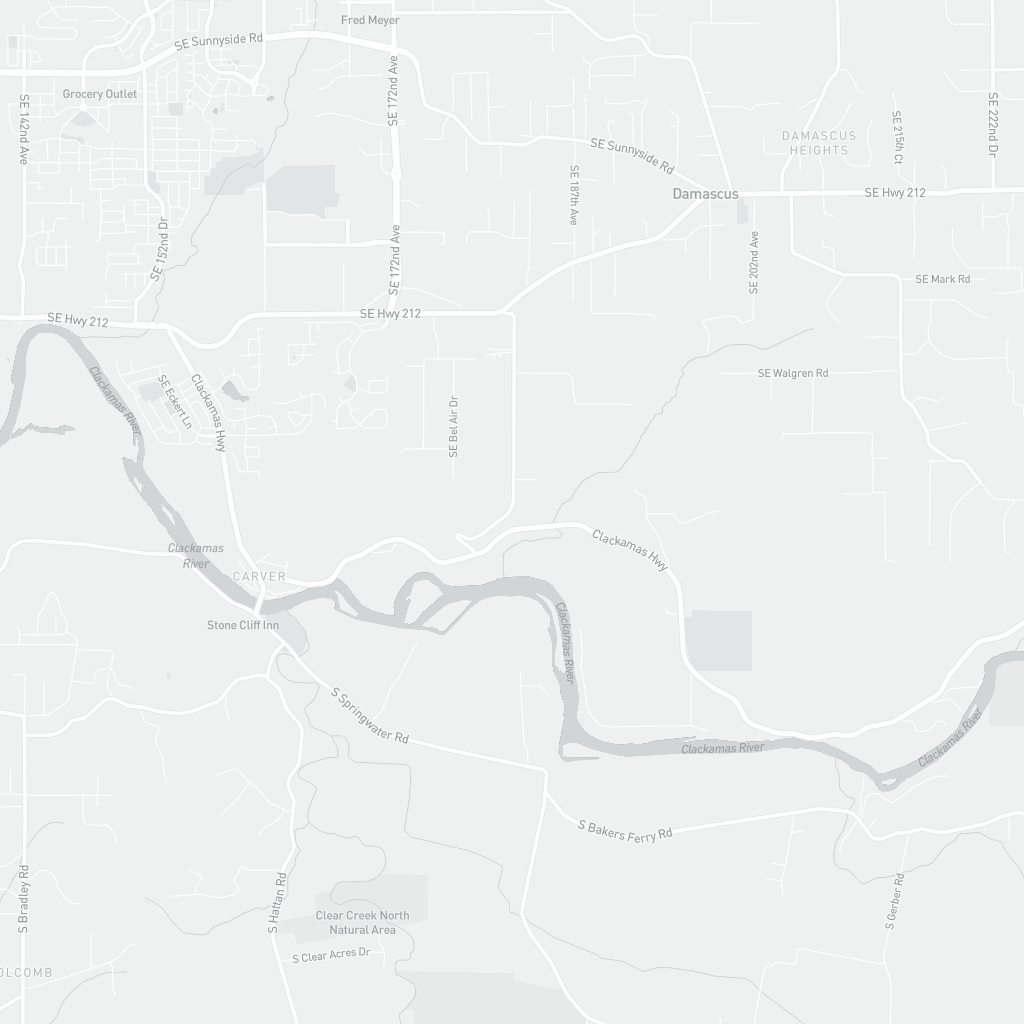 Fred Meyer
SE Sunnyside Rd
Grocery Outlet
SE 142nd Ave
SE 172nd Ave
SE 222nd Dr
SE 215th Ct
DAMASCUS
HEIGHTS
SE Sunnyside Rd
Damascus
SE Hwy 212
SE 187th Ave
SE 152nd Dr
SE 172nd Ave
SE 202nd Ave
SE Mark Rd
SE Hwy 212
SE Hwy 212
Clackamas River
SE Eckert Ln
Clackamas Hwy
SE Bel Air Dr
SE Walgren Rd
Clackamas
River
Clackamas Hwy
CARVER
Stone Cliff Inn
Clackamas River
S Springwater Rd
Clackamas River
Clackamas River
S Bakers Ferry Rd
S Bradley Rd
S Hattan Rd
S Gerber Rd
Clear Creek North
Natural Area
S Clear Acres Dr
OLCOMB